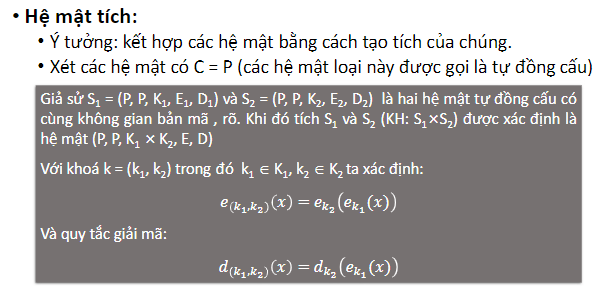 • Hệ mật tích:
• Ý tưởng: kết hợp các hệ mật bằng cách tạo tích của chúng.
• Xét các hệ mật có C = P (các hệ mật loại này được gọi là tự đồng cấu)
Giả sử S₁ = (P, P, K₁, E₁, D₁) và S₂ = (P, P, K₂, E₂, D₂) là hai hệ mật tự đồng cấu có
cùng không gian bản mã , rõ. Khi đó tích S₁ và S₂ (KH: S₁×S₂) được xác định là
hệ mật (P, P, K₁ × K₂, E, D)
Với khoá k = (k₁, k₂) trong đó k₁ ∈ K₁, k₂ ∈ K₂ ta xác định:
e₍ₖ₁,ₖ₂₎(x) = eₖ₂(eₖ₁(x))
Và quy tắc giải mã:
d₍ₖ₁,ₖ₂₎(x) = dₖ₂(eₖ₁(x))